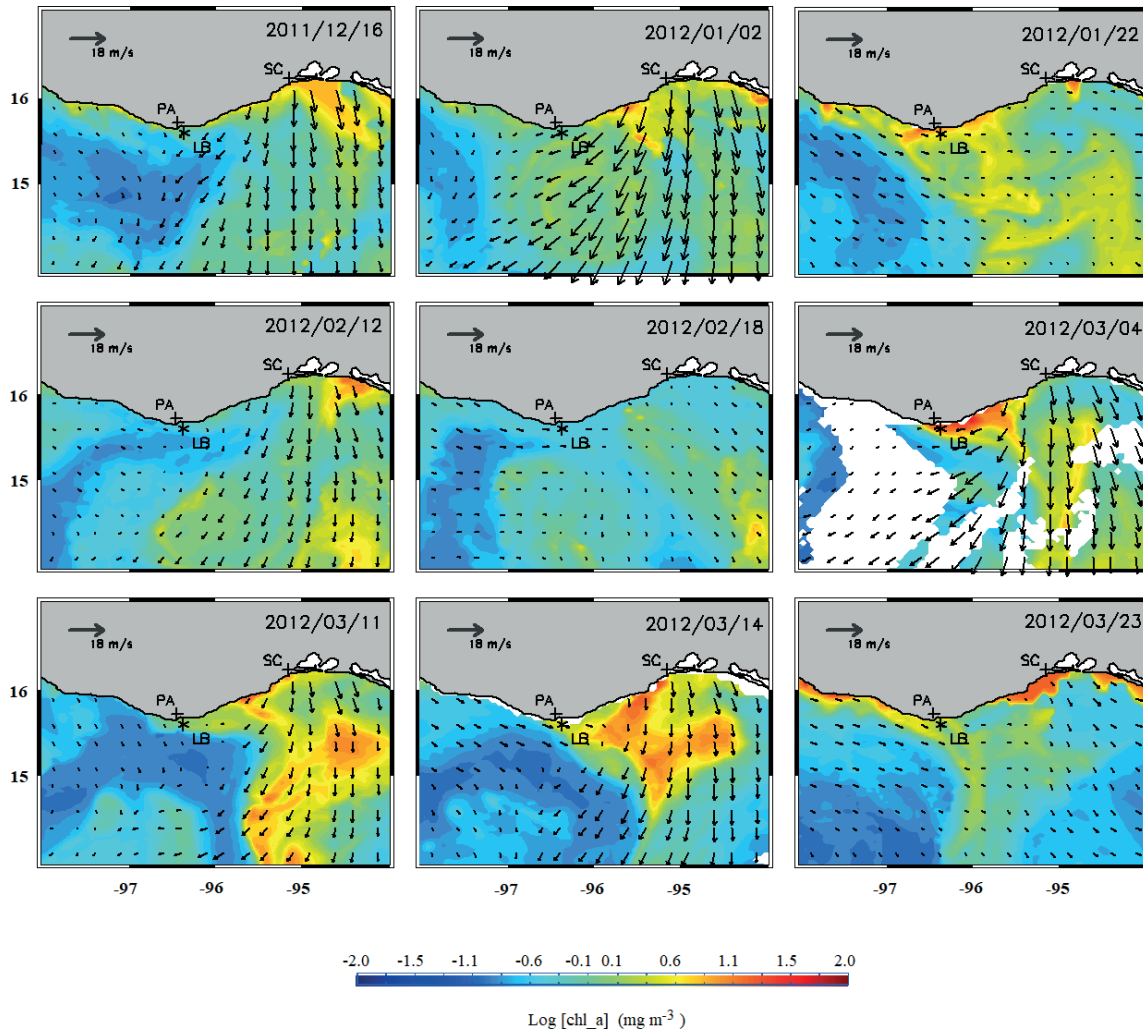 2011/12/16
18 m/s
SC
16
PA
LB
15
2012/01/02
18 m/s
SC
PA
LB
2012/01/22
18 m/s
SC
PA
LB
2012/02/12
18 m/s
SC
16
PA
LB
15
2012/02/18
18 m/s
SC
PA
LB
2012/03/04
18 m/s
SC
PA
LB
2012/03/11
18 m/s
SC
16
PA
LB
15
2012/03/14
18 m/s
SC
PA
LB
2012/03/23
18 m/s
SC
PA
LB
-97 -96 -95 -97 -96 -95 -97 -96 -95
-2.0 -1.5 -1.1 -0.6 -0.1 0.1 0.6 1.1 1.5 2.0
Log [chl_a] (mg m⁻³ )